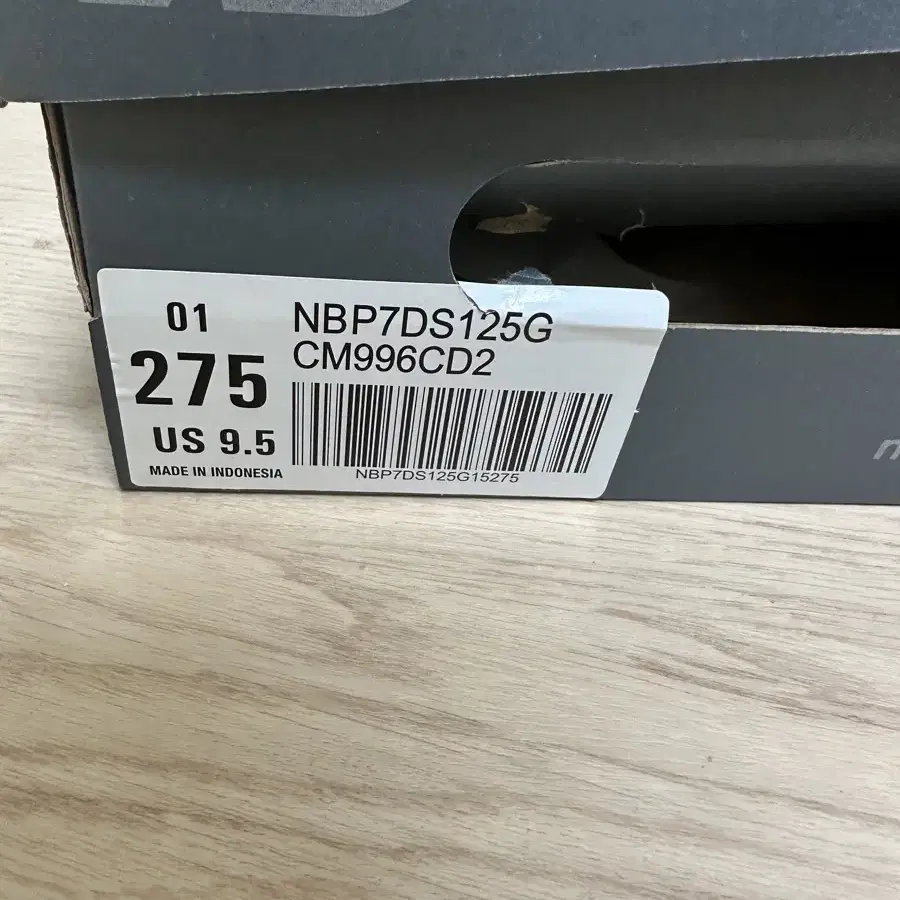 01
275
US 9.5
MADE IN INDONESIA
NBP7DS125G
CM996CD2
NBP7DS125G15275